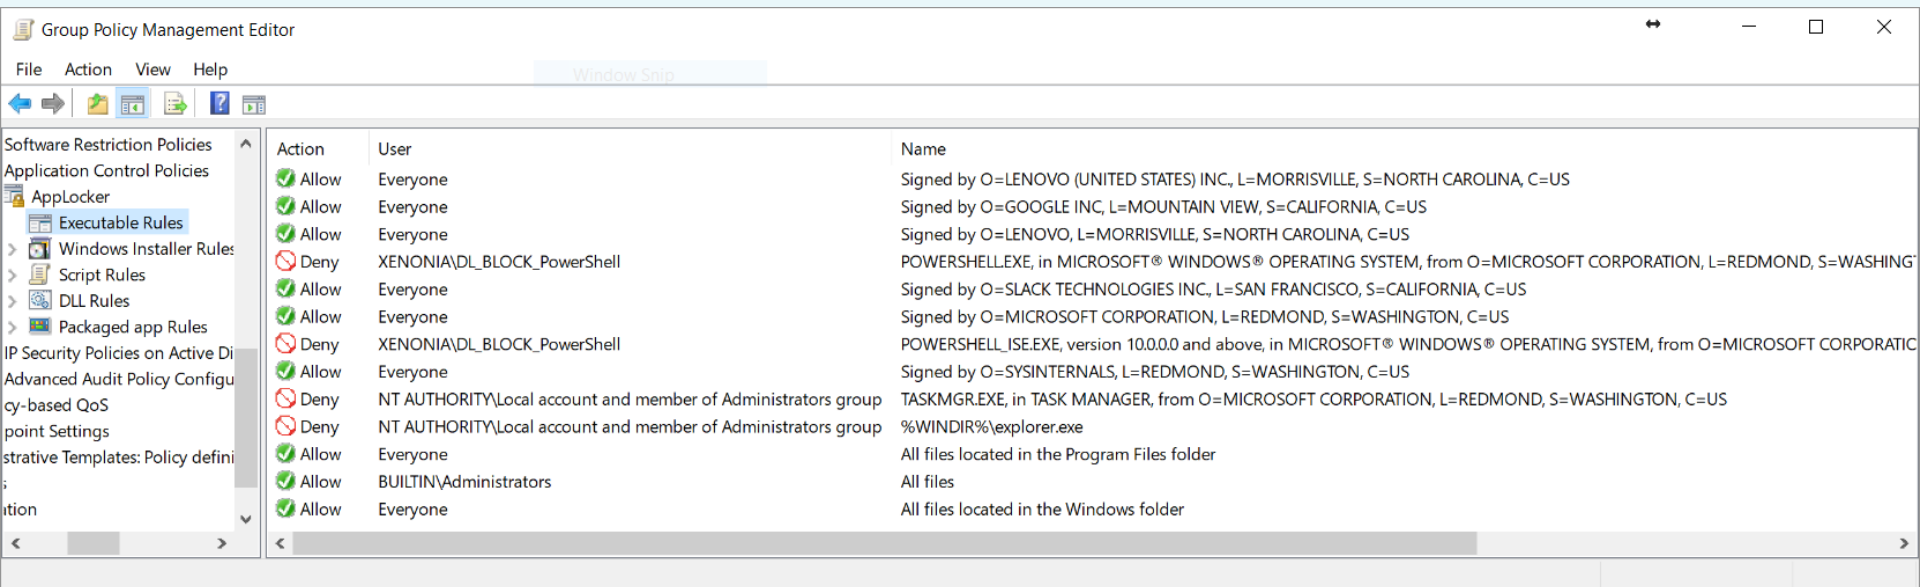 Group Policy Management Editor
File Action View Help
Window Snip
Software Restriction Policies
Application Control Policies
AppLocker
Executable Rules
Windows Installer Rules
Script Rules
DLL Rules
Packaged app Rules
IP Security Policies on Active Di
Advanced Audit Policy Configu
cy-based QoS
point Settings
strative Templates: Policy defini
s
ation
Action User Name
Allow Everyone Signed by O=LENOVO (UNITED STATES) INC., L=MORRISVILLE, S=NORTH CAROLINA, C=US
Allow Everyone Signed by O=GOOGLE INC, L=MOUNTAIN VIEW, S=CALIFORNIA, C=US
Allow Everyone Signed by O=LENOVO, L=MORRISVILLE, S=NORTH CAROLINA, C=US
Deny XENONIA\DL_BLOCK_PowerShell POWERSHELL.EXE, in MICROSOFT® WINDOWS® OPERATING SYSTEM, from O=MICROSOFT CORPORATION, L=REDMOND, S=WASHING
Allow Everyone Signed by O=SLACK TECHNOLOGIES INC., L=SAN FRANCISCO, S=CALIFORNIA, C=US
Allow Everyone Signed by O=MICROSOFT CORPORATION, L=REDMOND, S=WASHINGTON, C=US
Deny XENONIA\DL_BLOCK_PowerShell POWERSHELL_ISE.EXE, version 10.0.0.0 and above, in MICROSOFT® WINDOWS® OPERATING SYSTEM, from O=MICROSOFT CORPORATIC
Allow Everyone Signed by O=SYSINTERNALS, L=REDMOND, S=WASHINGTON, C=US
Deny NT AUTHORITY\Local account and member of Administrators group TASKMGR.EXE, in TASK MANAGER, from O=MICROSOFT CORPORATION, L=REDMOND, S=WASHINGTON, C=US
Deny NT AUTHORITY\Local account and member of Administrators group %WINDIR%\explorer.exe
Allow Everyone All files located in the Program Files folder
Allow BUILTIN\Administrators All files
Allow Everyone All files located in the Windows folder